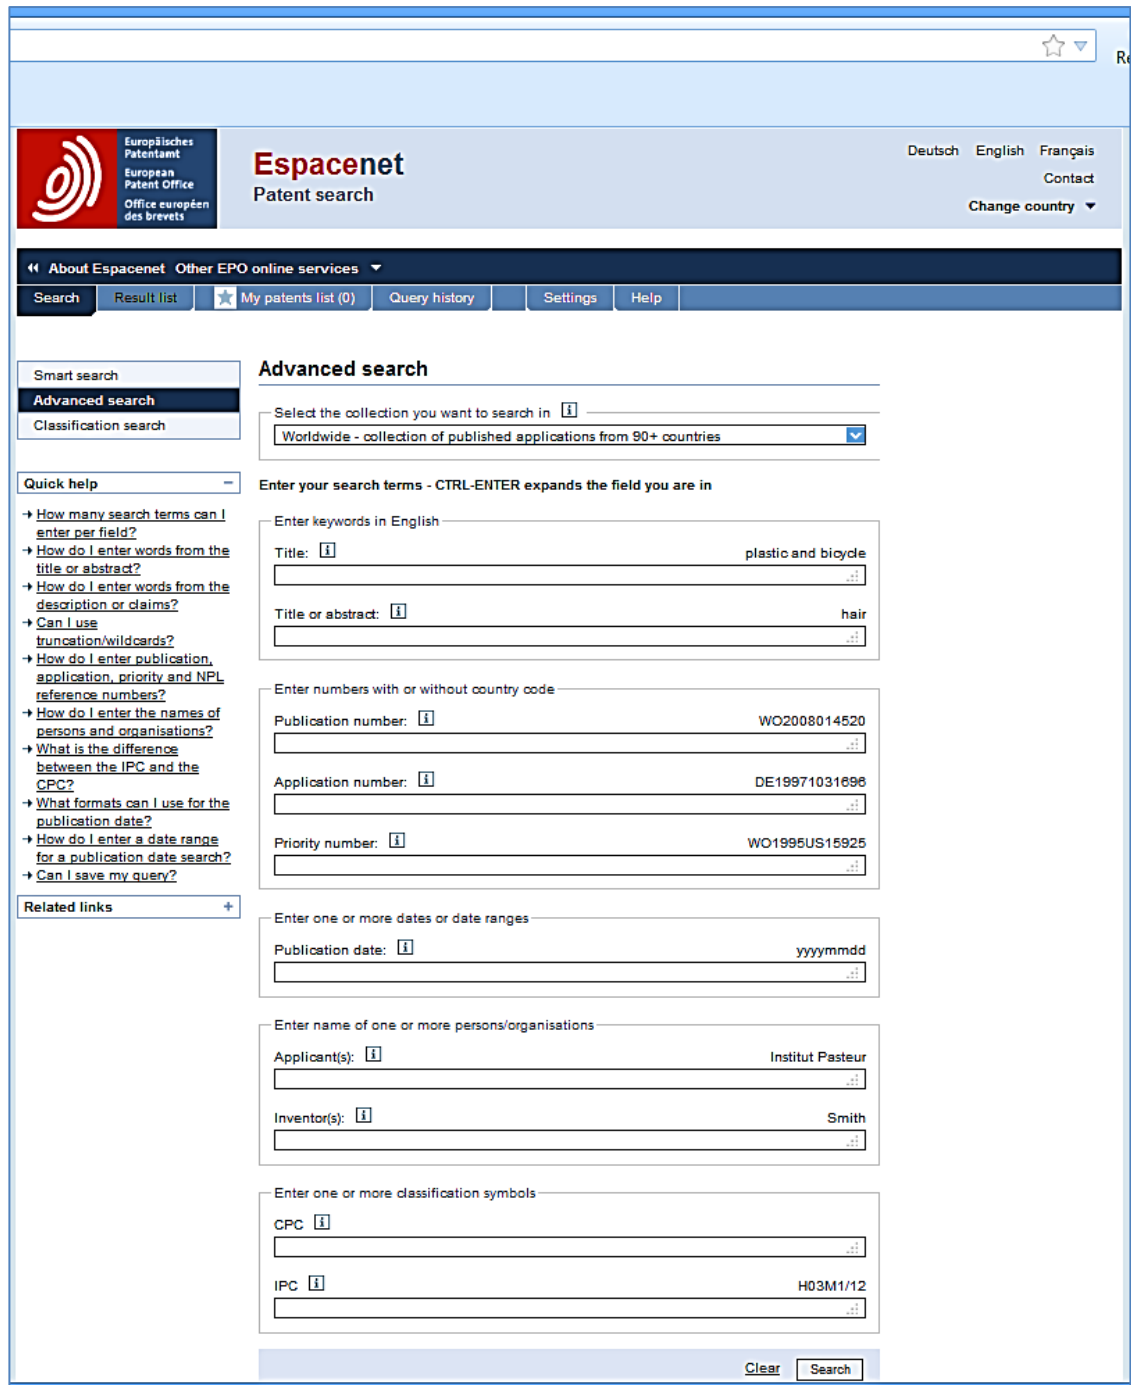 Re
Europäisches
Patentamt
European
Patent Office
Office européen
des brevets
Espacenet
Patent search
Deutsch English Français
Contact
Change country
About Espacenet Other EPO online services
Search Result list My patents list (0) Query history Settings Help
Smart search
Advanced search
Classification search
Quick help
How many search terms can I
enter per field?
How do I enter words from the
title or abstract?
How do I enter words from the
description or claims?
Can I use
truncation/wildcards?
How do I enter publication,
application, priority and NPL
reference numbers?
How do I enter the names of
persons and organisations?
What is the difference
between the IPC and the
CPC?
What formats can I use for the
publication date?
How do I enter a date range
for a publication date search?
Can I save my query?
Related links
Advanced search
Select the collection you want to search in
Worldwide - collection of published applications from 90+ countries
Enter your search terms - CTRL-ENTER expands the field you are in
Enter keywords in English
Title: plastic and bicycle
Title or abstract: hair
Enter numbers with or without country code
Publication number: WO2008014520
Application number: DE19971031696
Priority number: WO1995US15925
Enter one or more dates or date ranges
Publication date: yyyymmdd
Enter name of one or more persons/organisations
Applicant(s): Institut Pasteur
Inventor(s): Smith
Enter one or more classification symbols
CPC
IPC H03M1/12
Clear Search